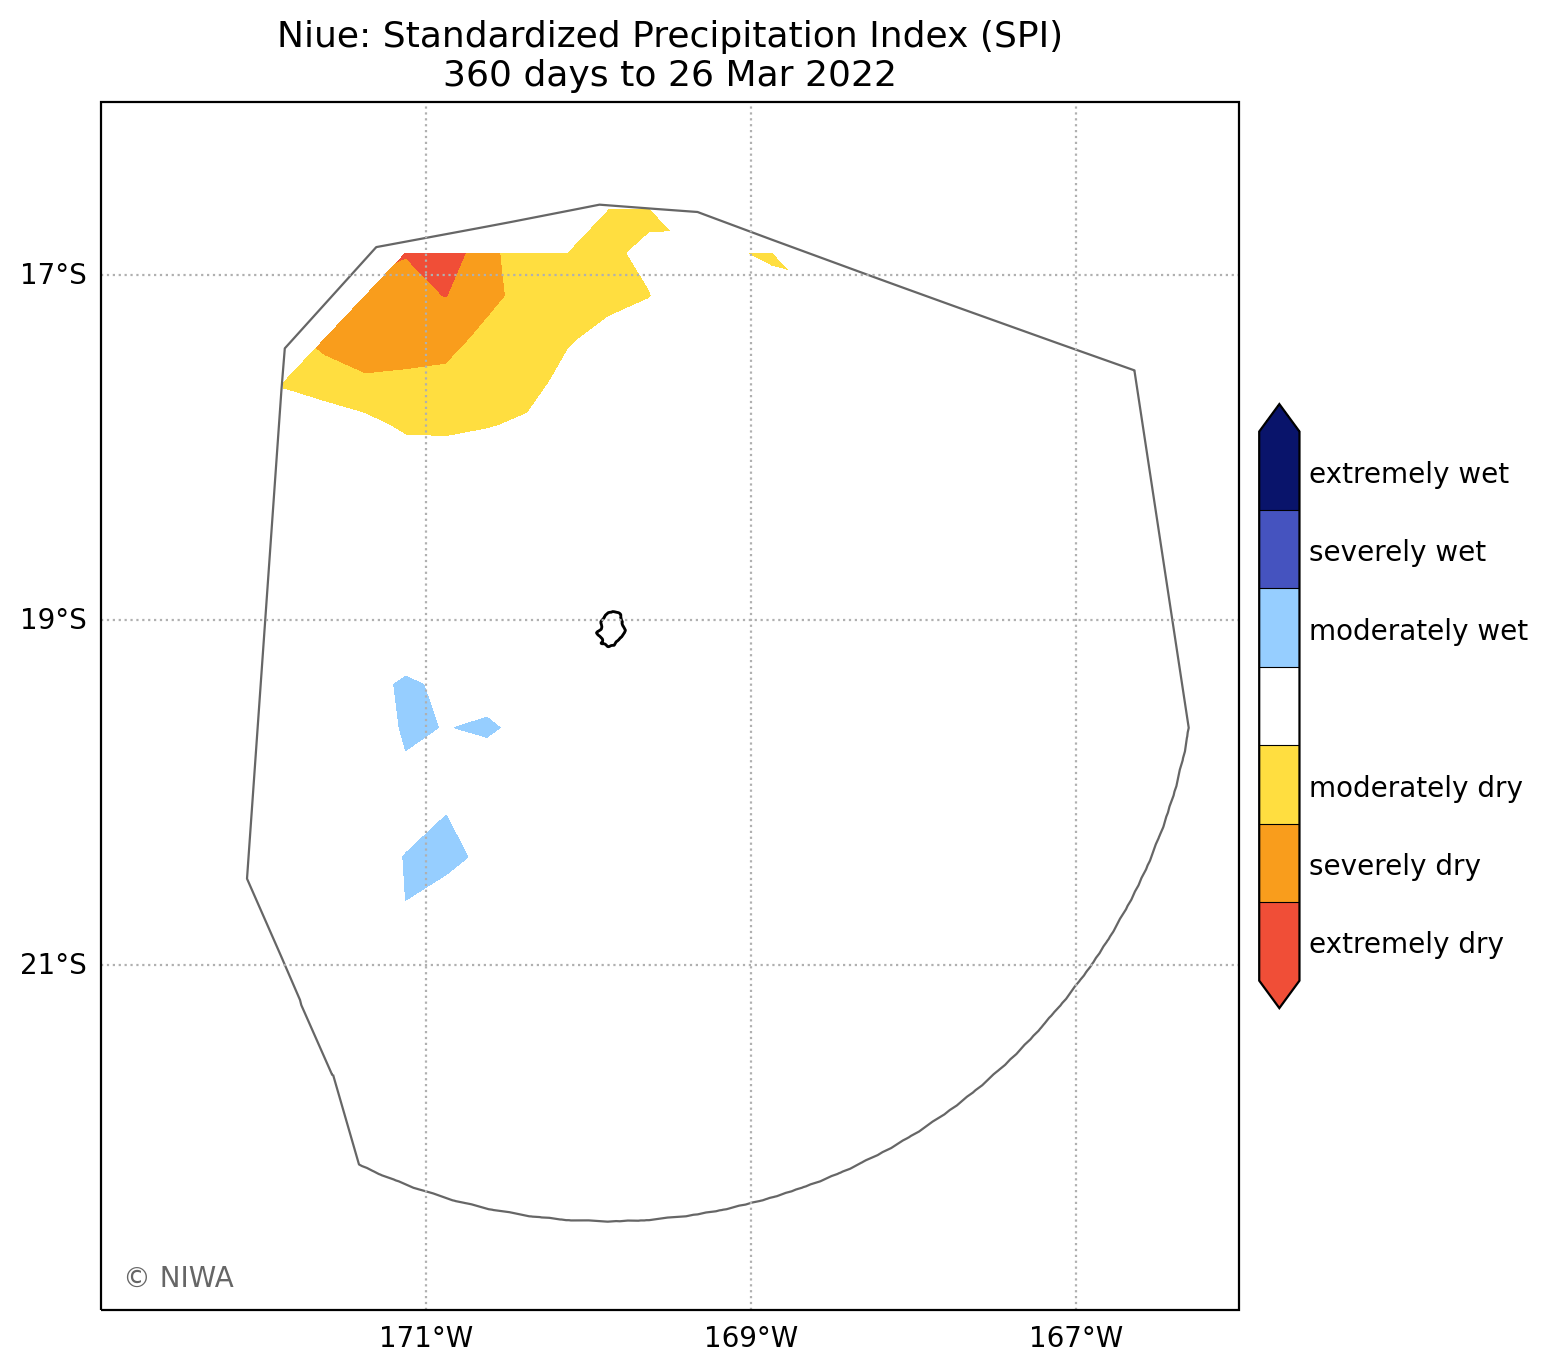 Niue: Standardized Precipitation Index (SPI)
360 days to 26 Mar 2022
17°S
19°S
21°S
171°W
169°W
167°W
extremely wet
severely wet
moderately wet
moderately dry
severely dry
extremely dry
© NIWA